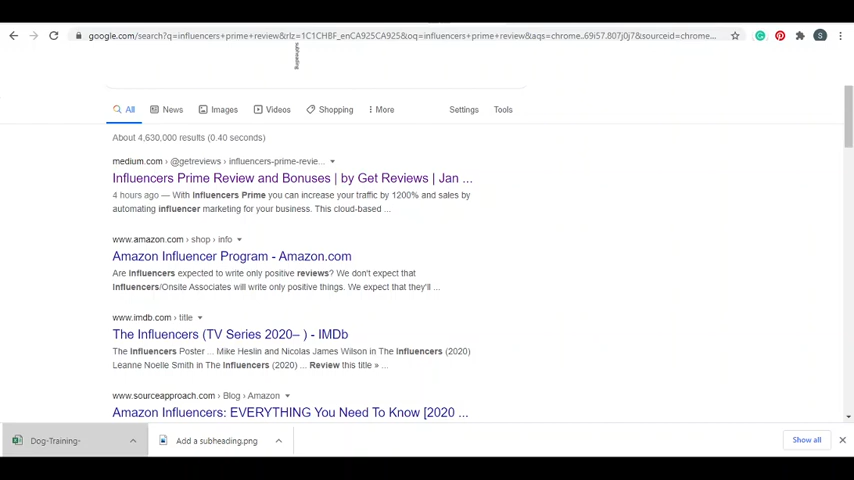 google.com/search?q=influencers+prime+review&rlz=1C1CHBF_enCA925CA925&oq=influencers+prime+review&aqs=chrome..69i57.807j0j7&sourceid=chrome...
S
subheading
All News Images Videos Shopping More Settings Tools
About 4,630,000 results (0.40 seconds)
medium.com › @getreviews › influencers-prime-revie...
Influencers Prime Review and Bonuses | by Get Reviews | Jan ...
4 hours ago — With Influencers Prime you can increase your traffic by 1200% and sales by
automating influencer marketing for your business. This cloud-based ...
www.amazon.com › shop › info
Amazon Influencer Program - Amazon.com
Are influencers expected to write only positive reviews? We don't expect that
Influencers/Onsite Associates will write only positive things. We expect that they'll ...
www.imdb.com › title
The Influencers (TV Series 2020– ) - IMDb
The Influencers Poster ... Mike Heslin and Nicolas James Wilson in The Influencers (2020)
Leanne Noelle Smith in The Influencers (2020) ... Review this title » ...
www.sourceapproach.com › Blog › Amazon
Amazon Influencers: EVERYTHING You Need To Know [2020 ...
Dog-Training-
Add a subheading.png
Show all